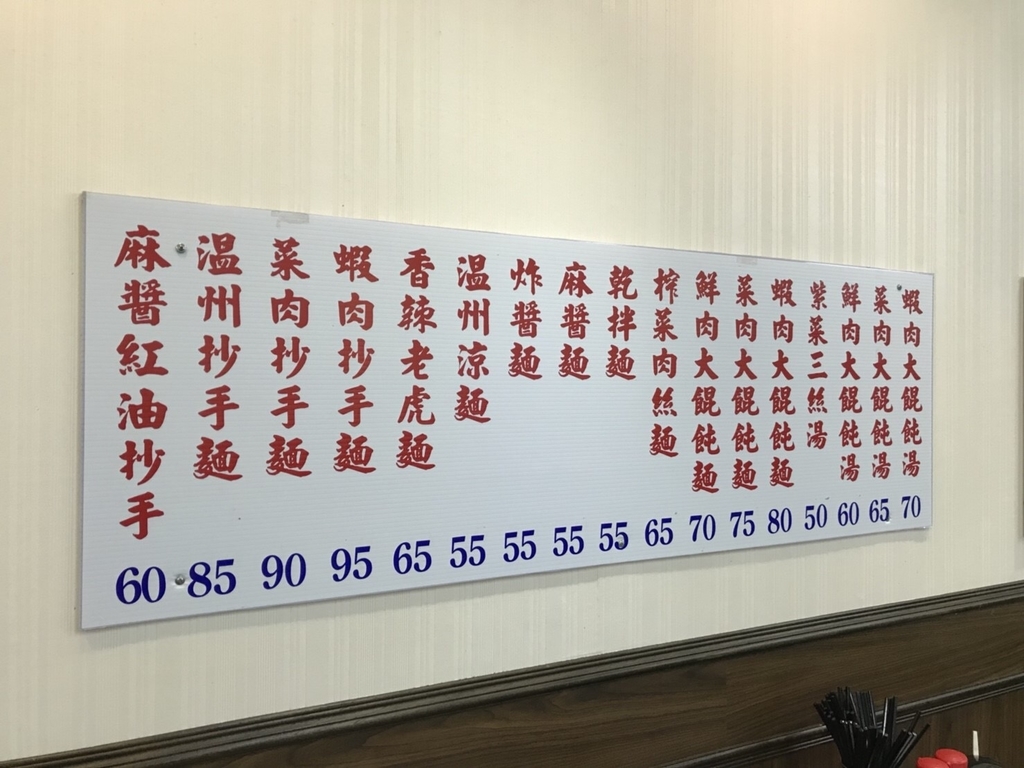 蝦肉大餛飩湯 70
菜肉大餛飩湯 65
鮮肉大餛飩湯 60
紫菜三絲湯 50
蝦肉大餛飩麵 80
菜肉大餛飩麵 75
鮮肉大餛飩麵 70
榨菜肉絲麵 65
乾拌麵 55
麻醬麵 55
炸醬麵 55
温州涼麵 55
香辣老虎麵 65
蝦肉抄手麵 95
菜肉抄手麵 90
温州抄手麵 85
麻醬紅油抄手 60